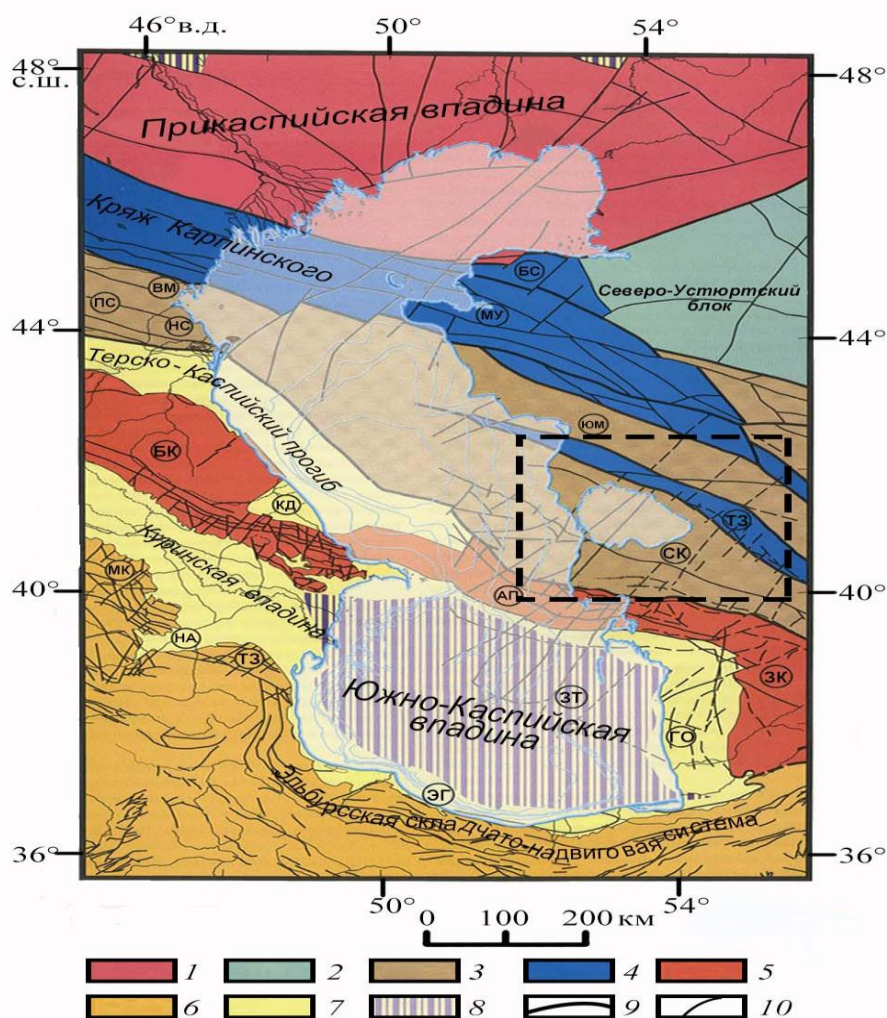 46° в.д. 50° 54°
48° 48°
с.ш.
Прикаспийская впадина
Кряж Карпинского
БС
Северо-Устюртский
блок
ВМ
ПС
МУ
44° НС 44°
Терско-Каспийский прогиб
ЮМ
БК
КД
ТЗ
СК
Куринская впадина
МК
40° АП 40°
НА
ТЗ
ЗТ
ЗК
Южно-Каспийская
впадина
ГО
ЭГ
Эльбурсская складчато-надвиговая система
36° 36°
50° 54°
0 100 200 км
1 2 3 4 5
6 7 8 9 10